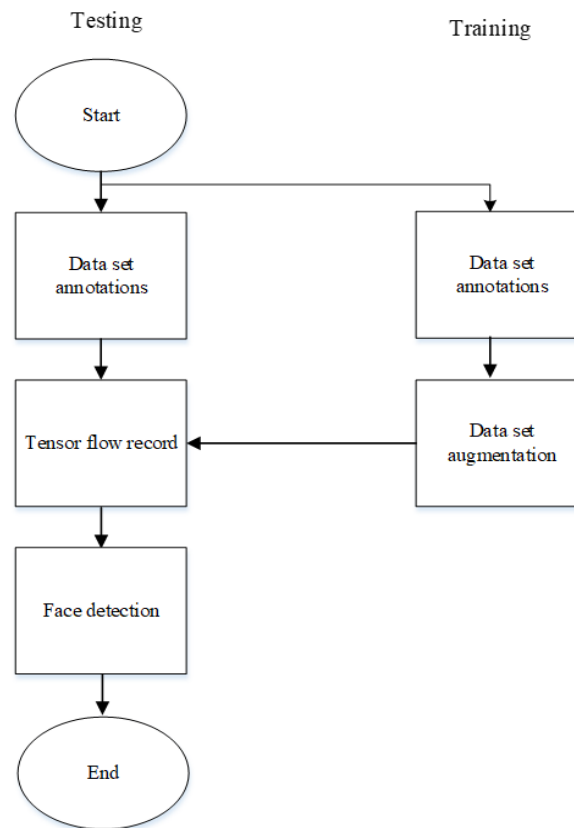 Testing
Training
Start
Data set
annotations
Data set
annotations
Tensor flow record
Data set
augmentation
Face detection
End